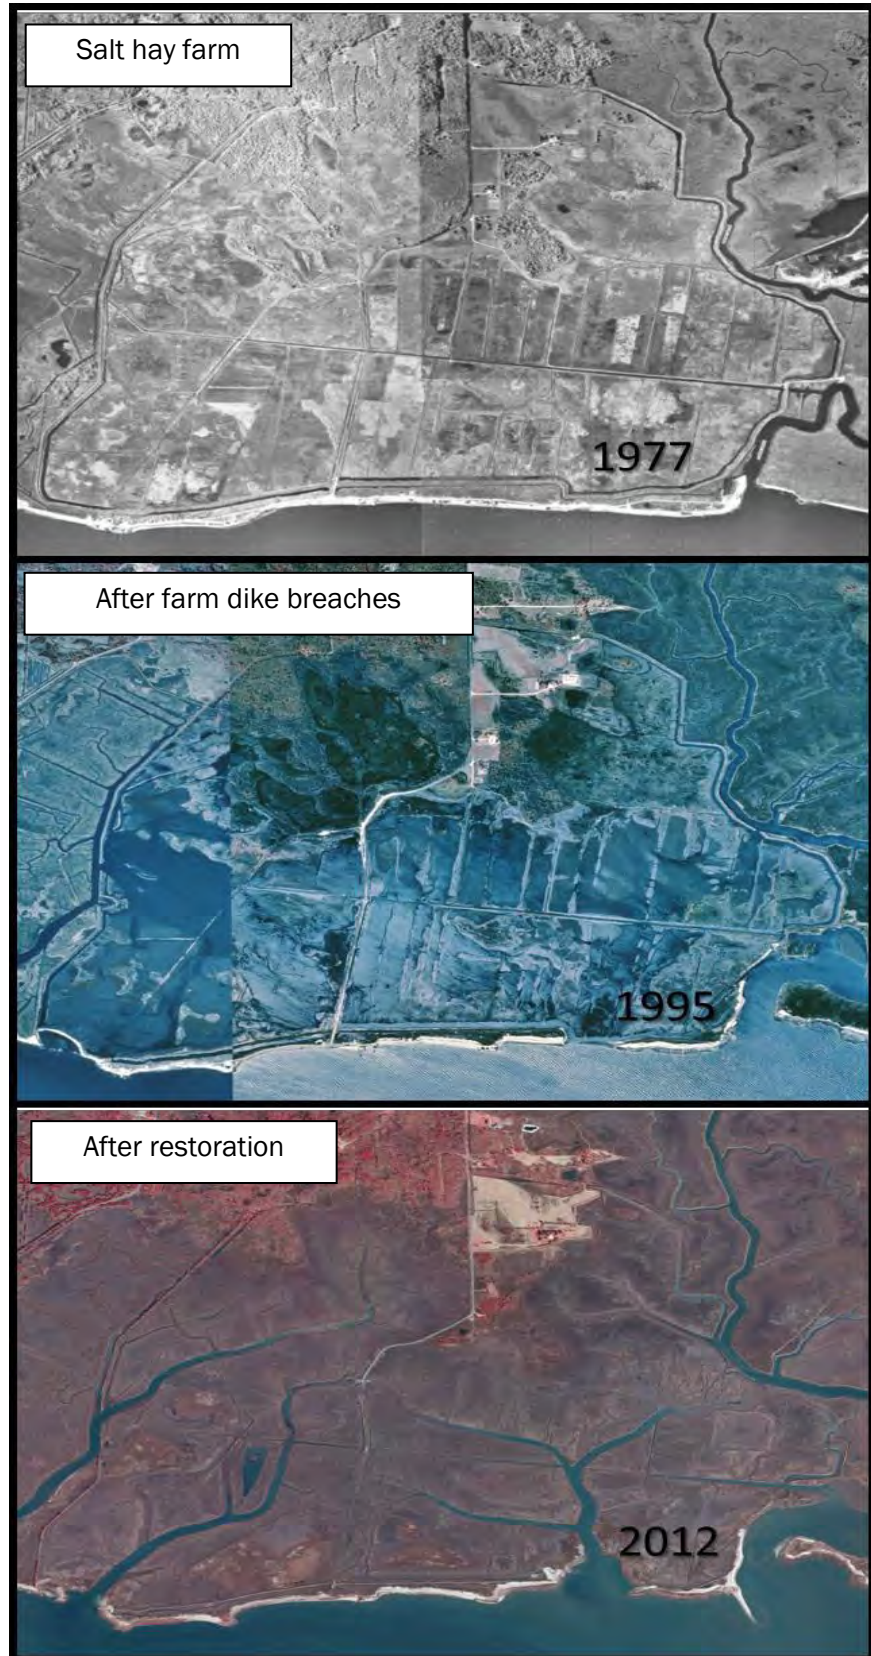 Salt hay farm
1977
After farm dike breaches
1995
After restoration
2012